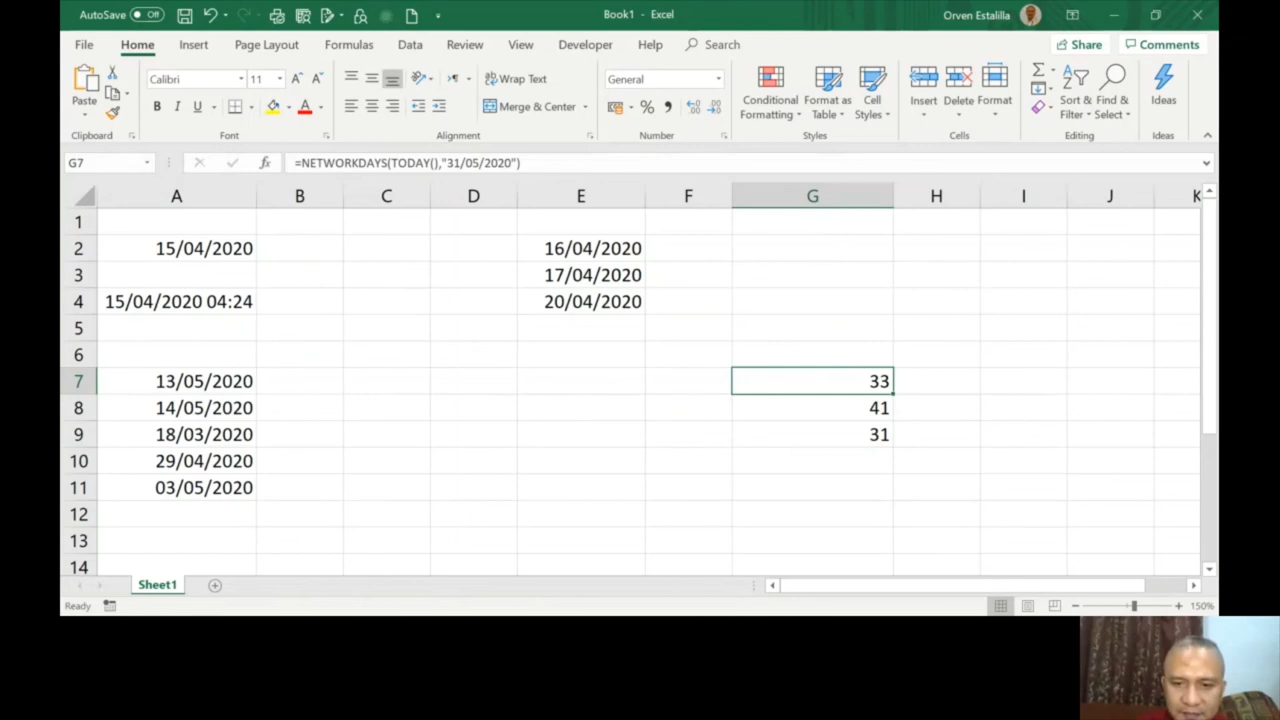 AutoSave Off Book1 - Excel Orven Estalilla
File Home Insert Page Layout Formulas Data Review View Developer Help Search Share Comments
Calibri 11 Wrap Text General
Paste Merge & Center Conditional Formatting Format as Table Cell Styles Insert Delete Format Sort & Filter Find & Select Ideas
Clipboard Font Alignment Number Styles Cells Editing Ideas
G7 fx =NETWORKDAYS(TODAY(),"31/05/2020")
A B C D E F G H I J K
1
2 15/04/2020 16/04/2020
3 17/04/2020
4 15/04/2020 04:24 20/04/2020
5
6
7 13/05/2020 33
8 14/05/2020 41
9 18/03/2020 31
10 29/04/2020
11 03/05/2020
12
13
14
Sheet1
Ready 150%